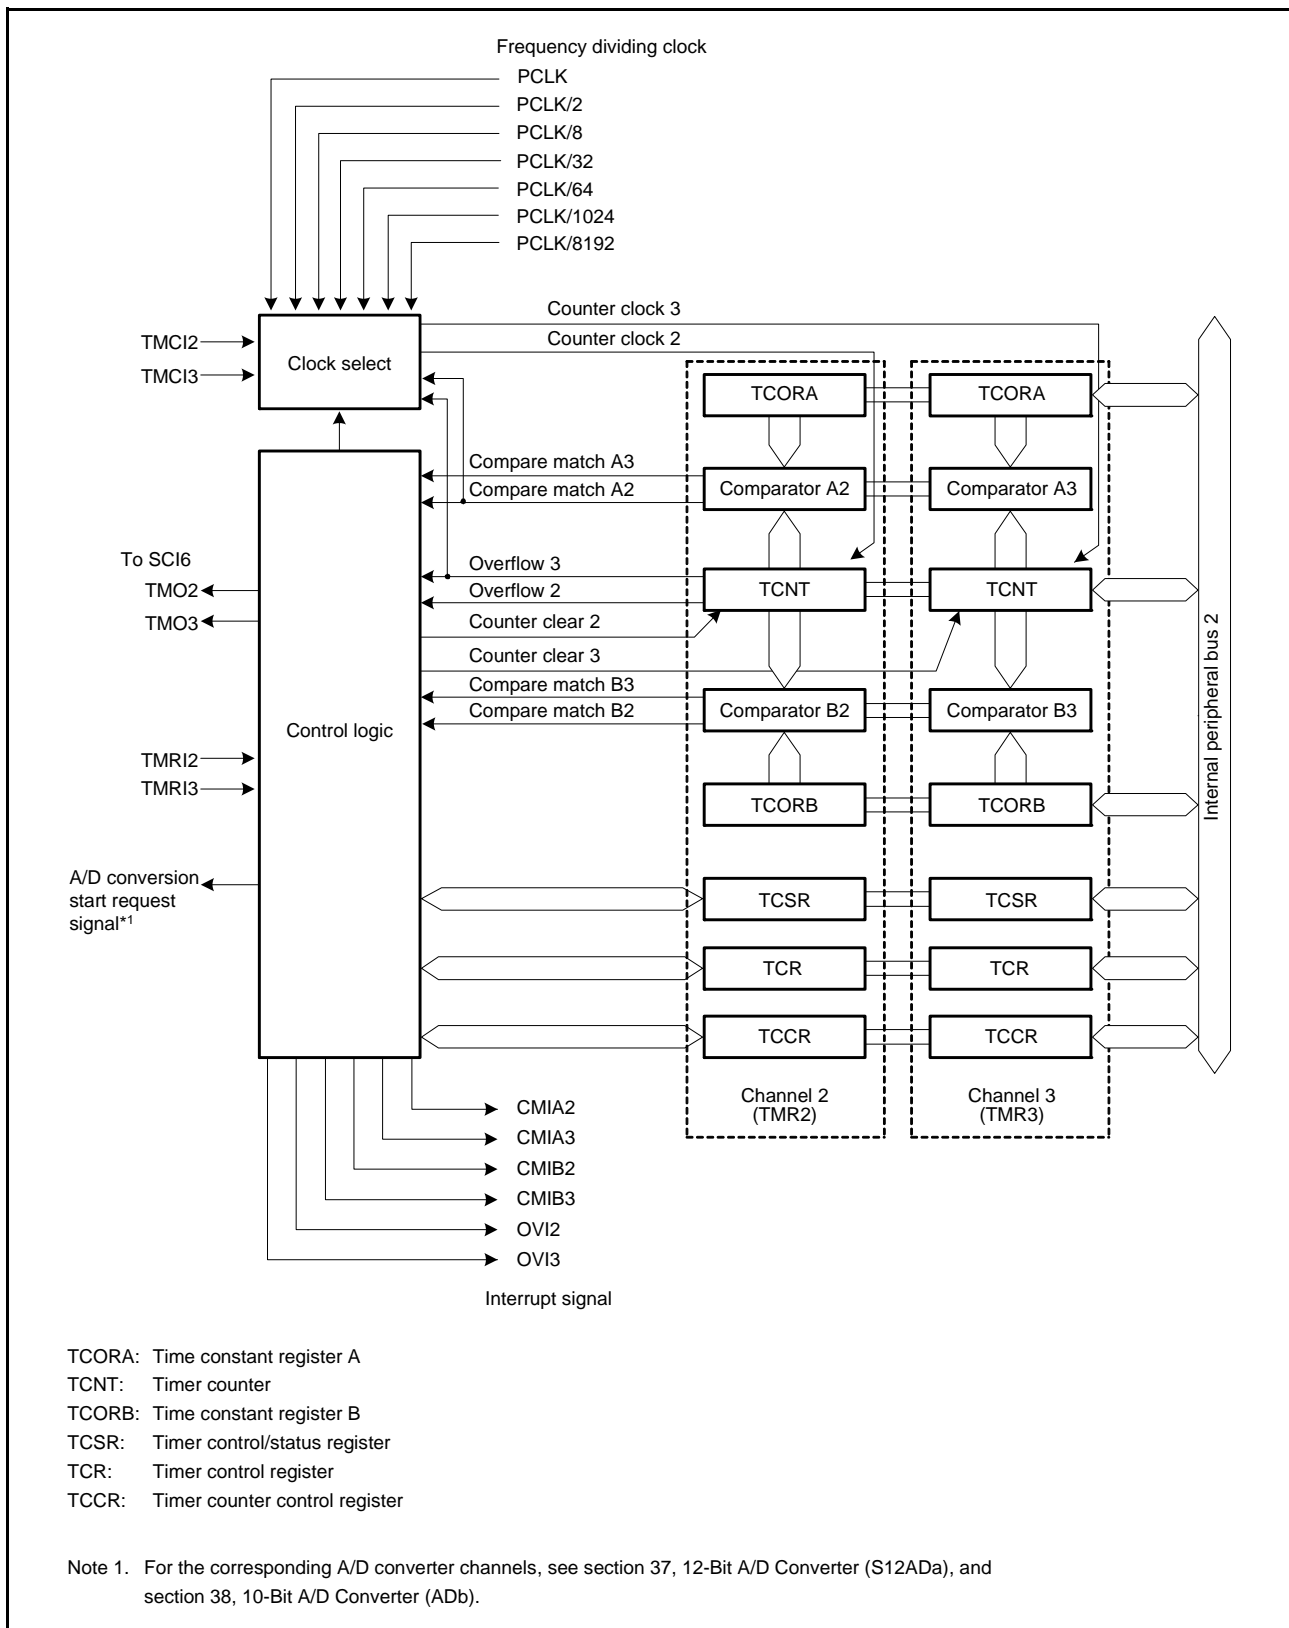 Frequency dividing clock
PCLK
PCLK/2
PCLK/8
PCLK/32
PCLK/64
PCLK/1024
PCLK/8192
Counter clock 3
Counter clock 2
TMCI2
TMCI3
Clock select
TCORA
TCORA
Compare match A3
Compare match A2
Comparator A2
Comparator A3
To SCI6
TMO2
TMO3
Overflow 3
Overflow 2
TCNT
TCNT
Counter clear 2
Counter clear 3
Compare match B3
Compare match B2
Comparator B2
Comparator B3
Control logic
Internal peripheral bus 2
TMRI2
TMRI3
TCORB
TCORB
A/D conversion
start request
signal*1
TCSR
TCSR
TCR
TCR
TCCR
TCCR
Channel 2
(TMR2)
Channel 3
(TMR3)
CMIA2
CMIA3
CMIB2
CMIB3
OVI2
OVI3
Interrupt signal
TCORA: Time constant register A
TCNT: Timer counter
TCORB: Time constant register B
TCSR: Timer control/status register
TCR: Timer control register
TCCR: Timer counter control register
Note 1. For the corresponding A/D converter channels, see section 37, 12-Bit A/D Converter (S12ADa), and
section 38, 10-Bit A/D Converter (ADb).